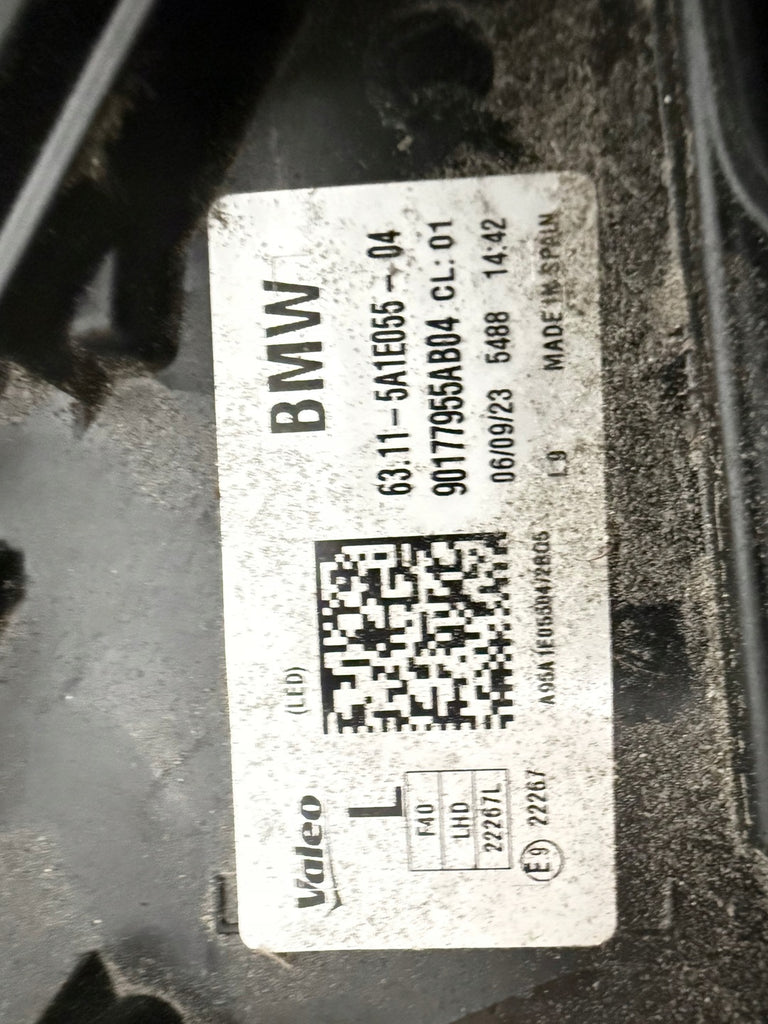 Valeo
(LED)
BMW
L
F40
LHD
22267L
E9
22267
63.11-5A1E055-04
90177955AB04 CL: 01
06/09/23 5488 14:42
L9 MADE IN SPAIN